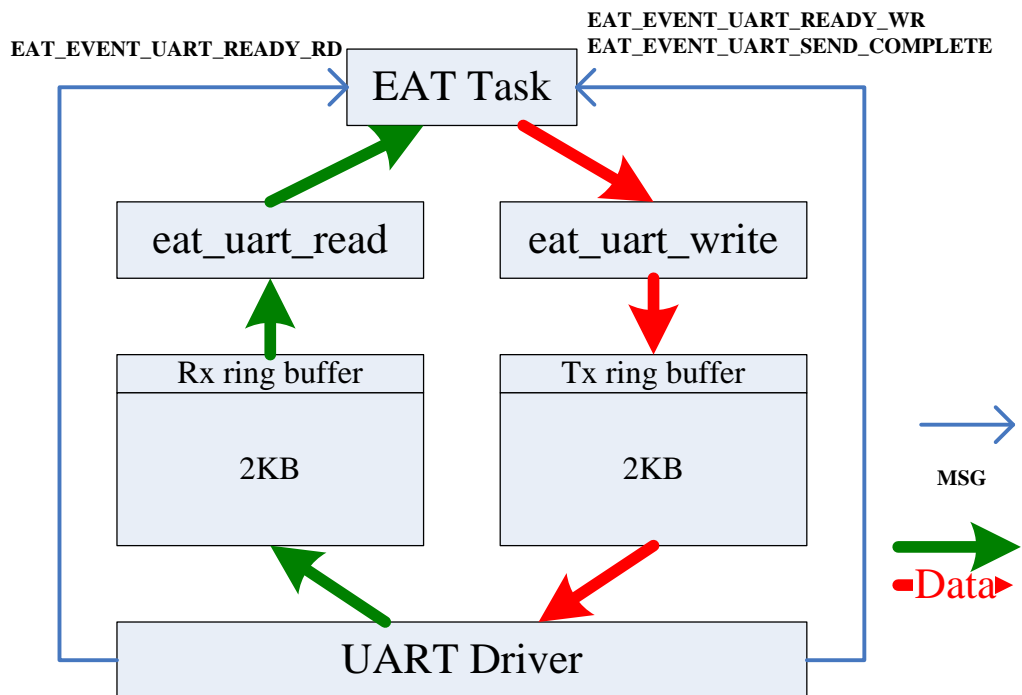 EAT_EVENT_UART_READY_WR
EAT_EVENT_UART_READY_RD
EAT_EVENT_UART_SEND_COMPLETE
EAT Task
eat_uart_read
eat_uart_write
Rx ring buffer
Tx ring buffer
2KB
2KB
MSG
Data
UART Driver